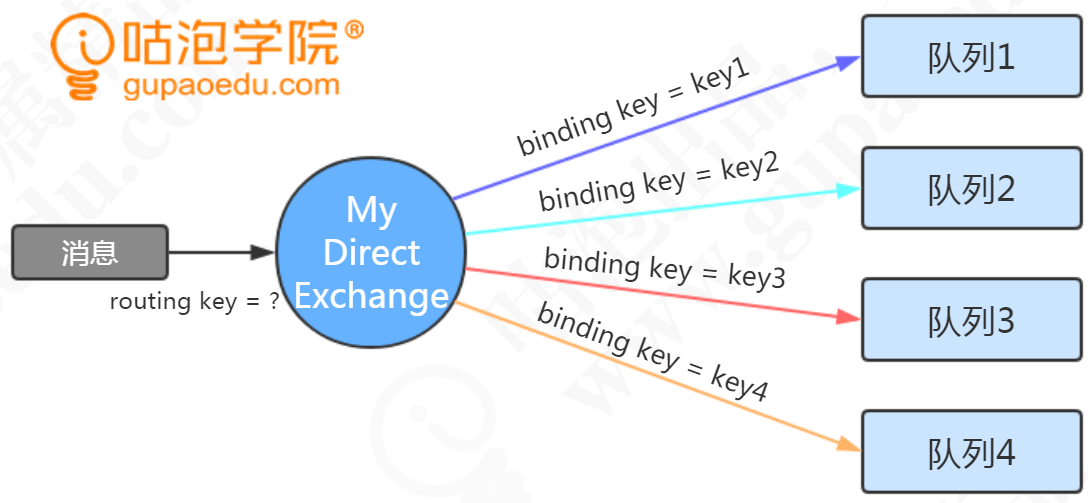 咕泡学院®
gupaoedu.com
消息
routing key = ?
My
Direct
Exchange
binding key = key1
binding key = key2
binding key = key3
binding key = key4
队列1
队列2
队列3
队列4